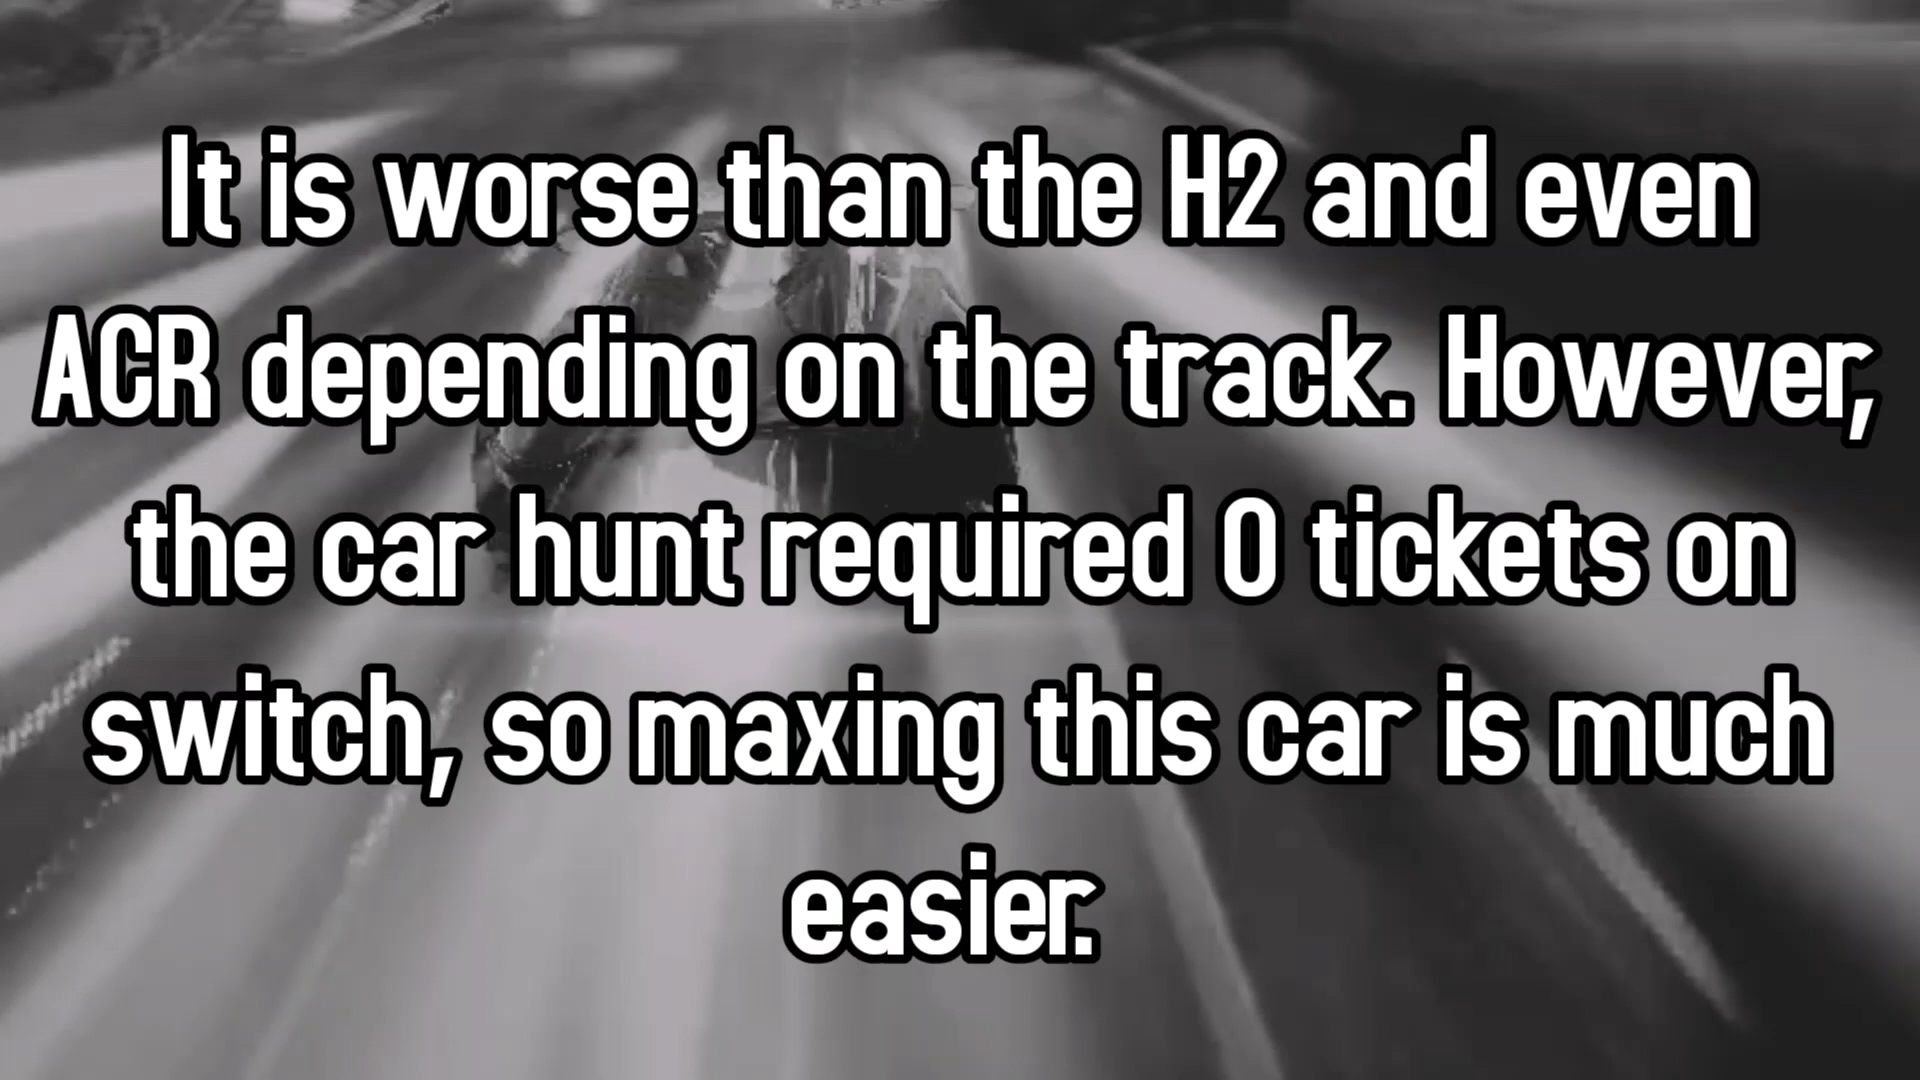 It is worse than the H2 and even
ACR depending on the track. However,
the car hunt required 0 tickets on
switch, so maxing this car is much
easier.